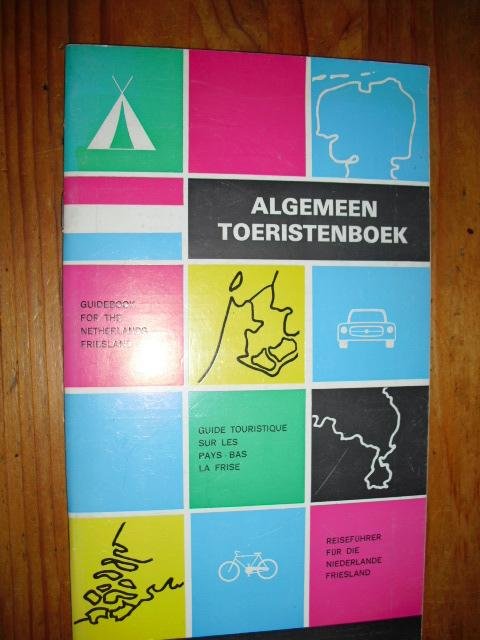 ALGEMEEN
TOERISTENBOEK
GUIDEBOOK
FOR THE
NETHERLANDS
FRIESLAND
GUIDE TOURISTIQUE
SUR LES
PAYS-BAS
LA FRISE
REISEFÜHRER
FÜR DIE
NIEDERLANDE
FRIESLAND